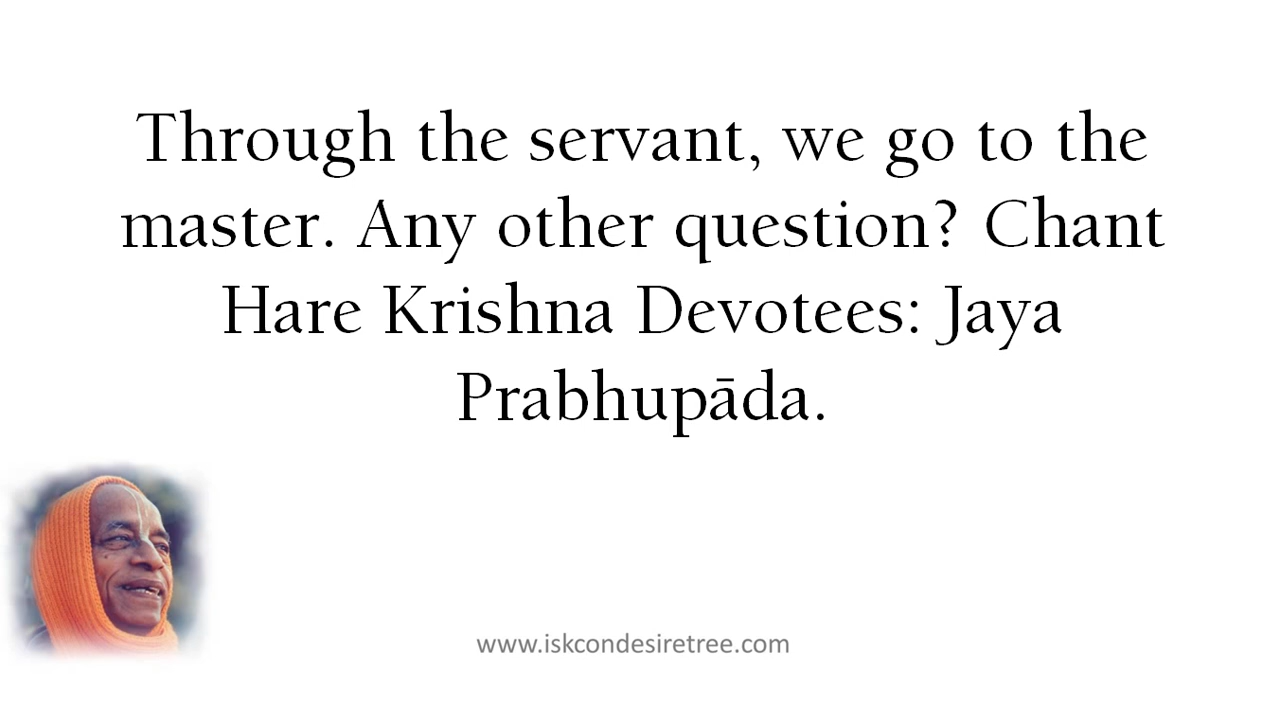 Through the servant, we go to the
master. Any other question? Chant
Hare Krishna Devotees: Jaya
Prabhupāda.
www.iskcondesiretree.com